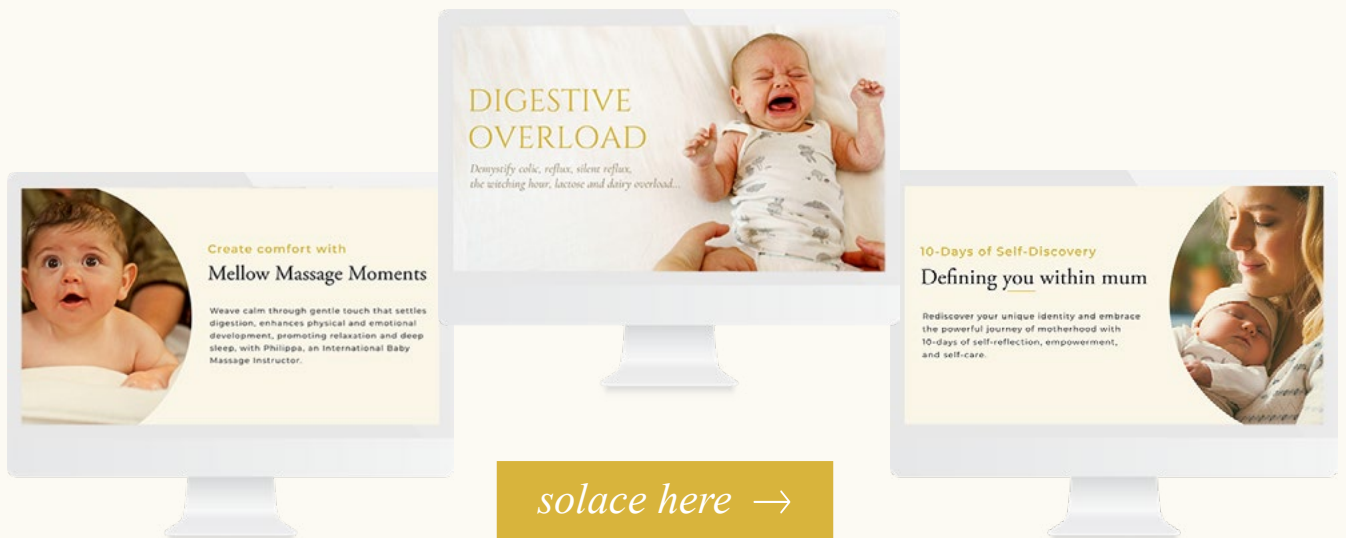 DIGESTIVE
OVERLOAD
Demystify colic, reflux, silent reflux,
the witching hour, lactose and dairy overload...
Create comfort with
Mellow Massage Moments
Weave calm through gentle touch that settles
digestion, enhances physical and emotional
development, promoting relaxation and deep
sleep, with Philippa, an International Baby
Massage Instructor.
10-Days of Self-Discovery
Defining you within mum
Rediscover your unique identity and embrace
the powerful journey of motherhood with
10-days of self-reflection, empowerment,
and self-care.
solace here →